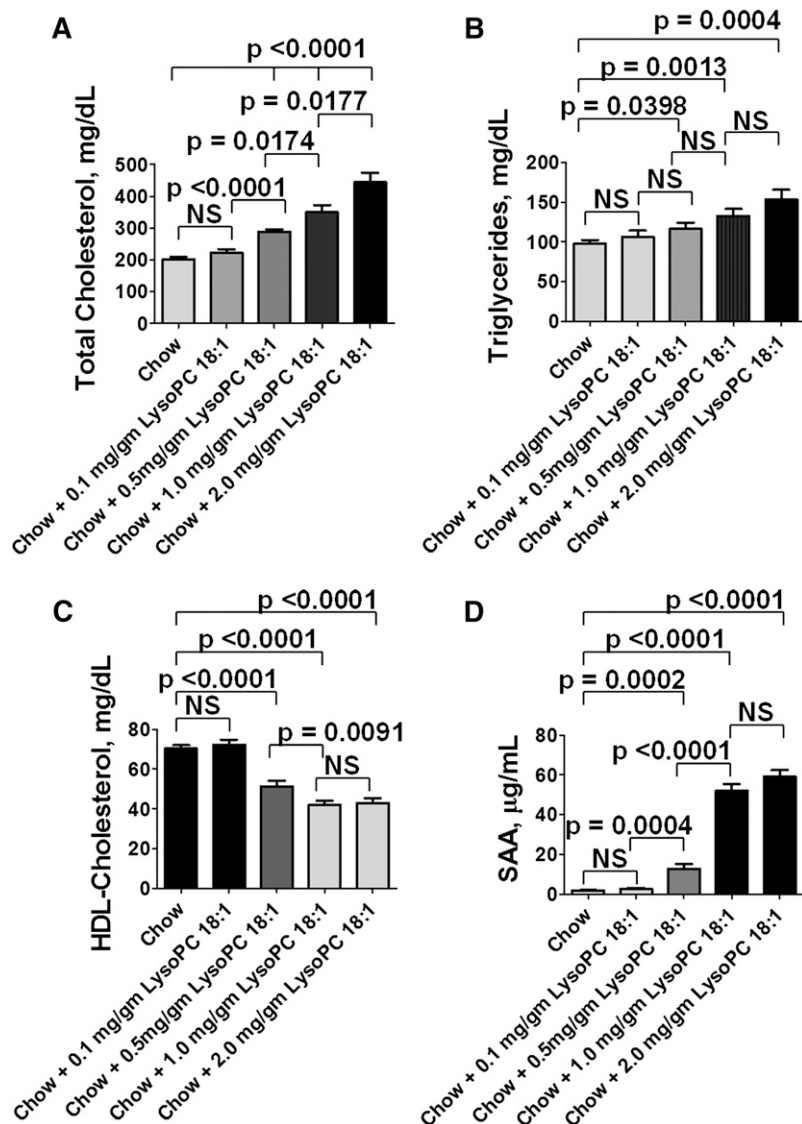 A
p <0.0001
p = 0.0177
p = 0.0174
p <0.0001
NS
Total Cholesterol, mg/dL
500
400
300
200
100
0
Chow
Chow + 0.1 mg/gm LysoPC 18:1
Chow + 0.5mg/gm LysoPC 18:1
Chow + 1.0 mg/gm LysoPC 18:1
Chow + 2.0 mg/gm LysoPC 18:1
B
p = 0.0004
p = 0.0013
p = 0.0398
NS
NS
NS
NS
Triglycerides, mg/dL
200
150
100
50
0
Chow
Chow + 0.1 mg/gm LysoPC 18:1
Chow + 0.5mg/gm LysoPC 18:1
Chow + 1.0 mg/gm LysoPC 18:1
Chow + 2.0 mg/gm LysoPC 18:1
C
p <0.0001
p <0.0001
p <0.0001
NS
p = 0.0091
NS
HDL-Cholesterol, mg/dL
80
60
40
20
0
Chow
Chow + 0.1 mg/gm LysoPC 18:1
Chow + 0.5mg/gm LysoPC 18:1
Chow + 1.0 mg/gm LysoPC 18:1
Chow + 2.0 mg/gm LysoPC 18:1
D
p <0.0001
p <0.0001
p = 0.0002
NS
p <0.0001
p = 0.0004
NS
SAA, μg/mL
80
60
40
20
0
Chow
Chow + 0.1 mg/gm LysoPC 18:1
Chow + 0.5mg/gm LysoPC 18:1
Chow + 1.0 mg/gm LysoPC 18:1
Chow + 2.0 mg/gm LysoPC 18:1